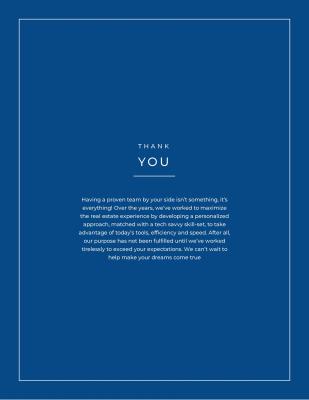 THANK
YOU
Having a proven team by your side isn't something, it's
everything! Over the years, we've worked to maximize
the real estate experience by developing a personalized
approach, matched with a tech savvy skill-set, to take
advantage of today's tools, efficiency and speed. After all,
our purpose has not been fulfilled until we've worked
tirelessly to exceed your expectations. We can't wait to
help make your dreams come true